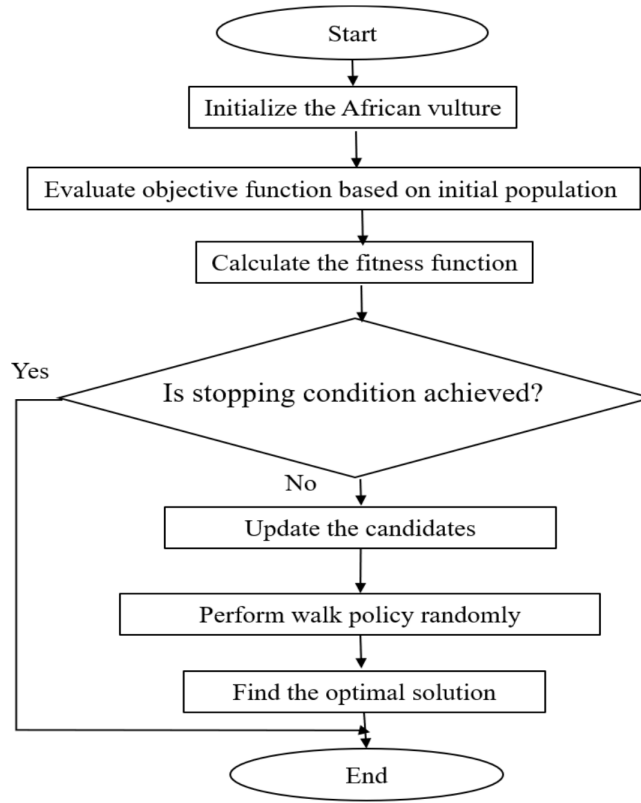 Start
Initialize the African vulture
Evaluate objective function based on initial population
Calculate the fitness function
Yes
Is stopping condition achieved?
No
Update the candidates
Perform walk policy randomly
Find the optimal solution
End